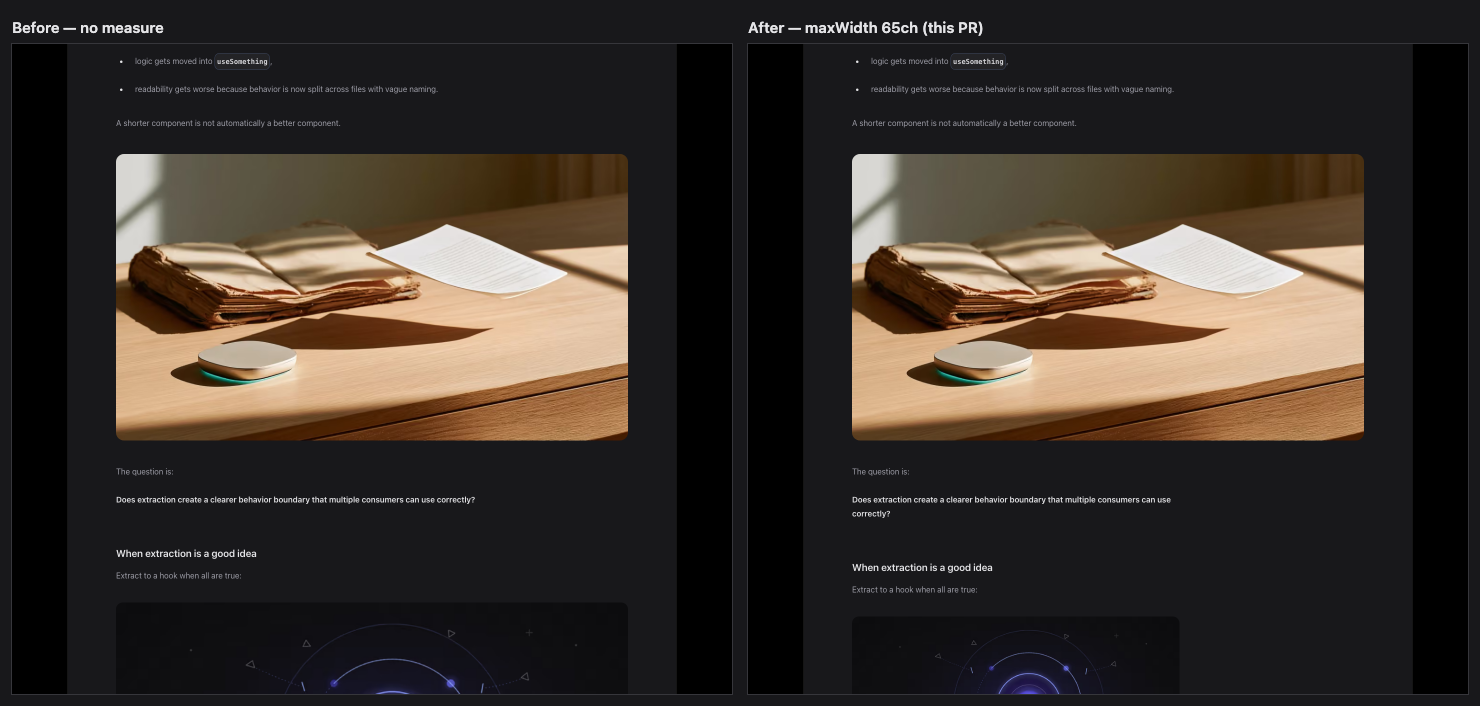 Before — no measure
logic gets moved into useSomething,
readability gets worse because behavior is now split across files with vague naming.
A shorter component is not automatically a better component.
The question is:
Does extraction create a clearer behavior boundary that multiple consumers can use correctly?
When extraction is a good idea
Extract to a hook when all are true:
After — maxWidth 65ch (this PR)
logic gets moved into useSomething,
readability gets worse because behavior is now split across files with vague naming.
A shorter component is not automatically a better component.
The question is:
Does extraction create a clearer behavior boundary that multiple consumers can use
correctly?
When extraction is a good idea
Extract to a hook when all are true: